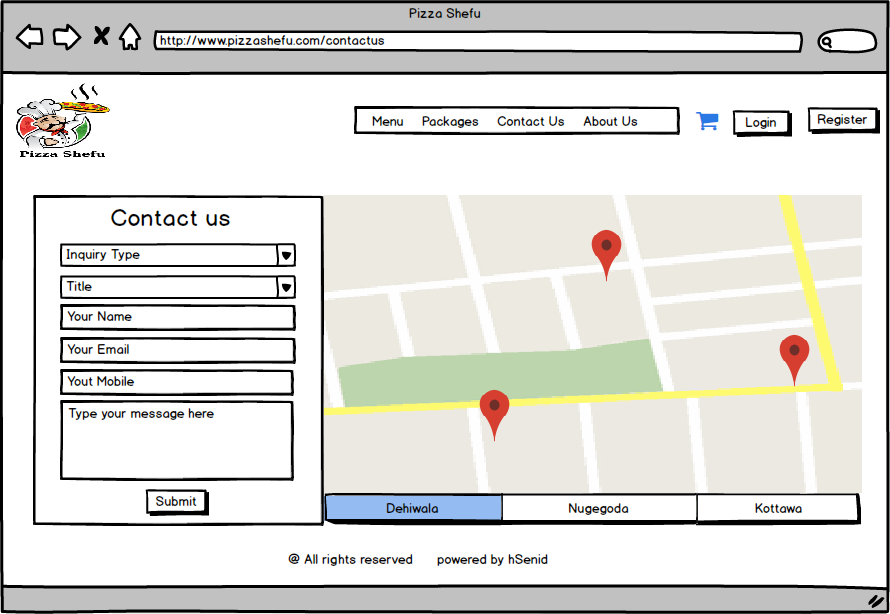 Pizza Shefu
http://www.pizzashefu.com/contactus
Pizza Shefu
Menu Packages Contact Us About Us
Login
Register
Contact us
Inquiry Type
Title
Your Name
Your Email
Yout Mobile
Type your message here
Submit
Dehiwala
Nugegoda
Kottawa
@ All rights reserved powered by hSenid